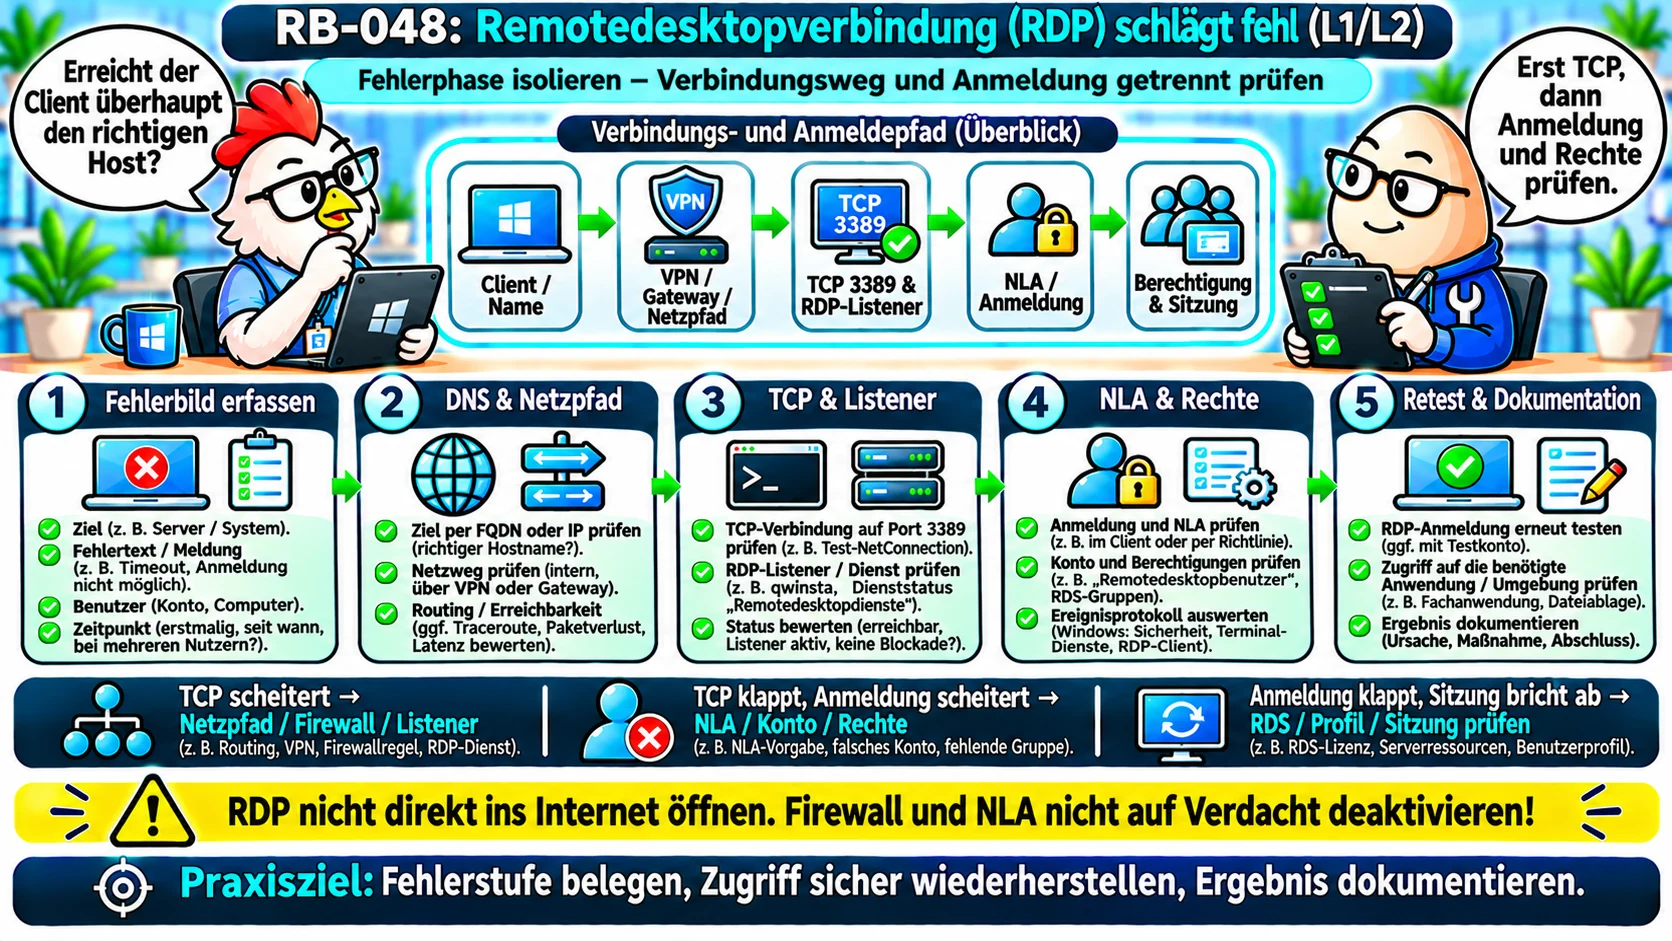 RB-048: Remotedesktopverbindung (RDP) schlägt fehl (L1/L2)
Fehlerphase isolieren – Verbindungsweg und Anmeldung getrennt prüfen
Erreicht der
Client überhaupt
den richtigen
Host?
Erst TCP,
dann
Anmeldung
und Rechte
prüfen.
Verbindungs- und Anmeldepfad (Überblick)
Client /
Name
VPN
VPN /
Gateway /
Netzpfad
TCP
3389
TCP 3389 &
RDP-Listener
NLA /
Anmeldung
Berechtigung
& Sitzung
1 Fehlerbild erfassen
Ziel (z. B. Server / System).
Fehlertext / Meldung
(z. B. Timeout, Anmeldung
nicht möglich).
Benutzer (Konto, Computer).
Zeitpunkt (erstmalig, seit wann,
bei mehreren Nutzern?).
2 DNS & Netzpfad
Ziel per FQDN oder IP prüfen
(richtiger Hostname?).
Netzweg prüfen (intern,
über VPN oder Gateway).
Routing / Erreichbarkeit
(ggf. Traceroute, Paketverlust,
Latenz bewerten).
3 TCP & Listener
>_
TCP-Verbindung auf Port 3389
prüfen (z. B. Test-NetConnection).
RDP-Listener / Dienst prüfen
(z. B. qwinsta, Dienststatus
„Remotedesktopdienste“).
Status bewerten (erreichbar,
Listener aktiv, keine Blockade?).
4 NLA & Rechte
Anmeldung und NLA prüfen
(z. B. im Client oder per Richtlinie).
Konto und Berechtigungen prüfen
(z. B. „Remotedesktopbenutzer“,
RDS-Gruppen).
Ereignisprotokoll auswerten
(Windows: Sicherheit, Terminal-
Dienste, RDP-Client).
5 Retest & Dokumentation
RDP-Anmeldung erneut testen
(ggf. mit Testkonto).
Zugriff auf die benötigte
Anwendung / Umgebung prüfen
(z. B. Fachanwendung, Dateiablage).
Ergebnis dokumentieren
(Ursache, Maßnahme, Abschluss).
TCP scheitert →
Netzpfad / Firewall / Listener
(z. B. Routing, VPN, Firewallregel, RDP-Dienst).
TCP klappt, Anmeldung scheitert →
NLA / Konto / Rechte
(z. B. NLA-Vorgabe, falsches Konto, fehlende Gruppe).
Anmeldung klappt, Sitzung bricht ab →
RDS / Profil / Sitzung prüfen
(z. B. RDS-Lizenz, Serverressourcen, Benutzerprofil).
RDP nicht direkt ins Internet öffnen. Firewall und NLA nicht auf Verdacht deaktivieren!
Praxisziel: Fehlerstufe belegen, Zugriff sicher wiederherstellen, Ergebnis dokumentieren.